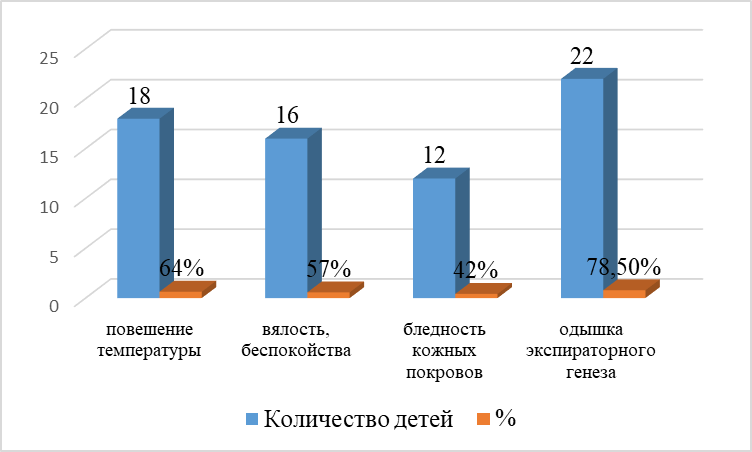 25
20
15
10
5
0
18
16
12
22
64%
57%
42%
78,50%
повешение
температуры
вялость,
беспокойства
бледность
кожных
покровов
одышка
экспираторного
генеза
Количество детей
%